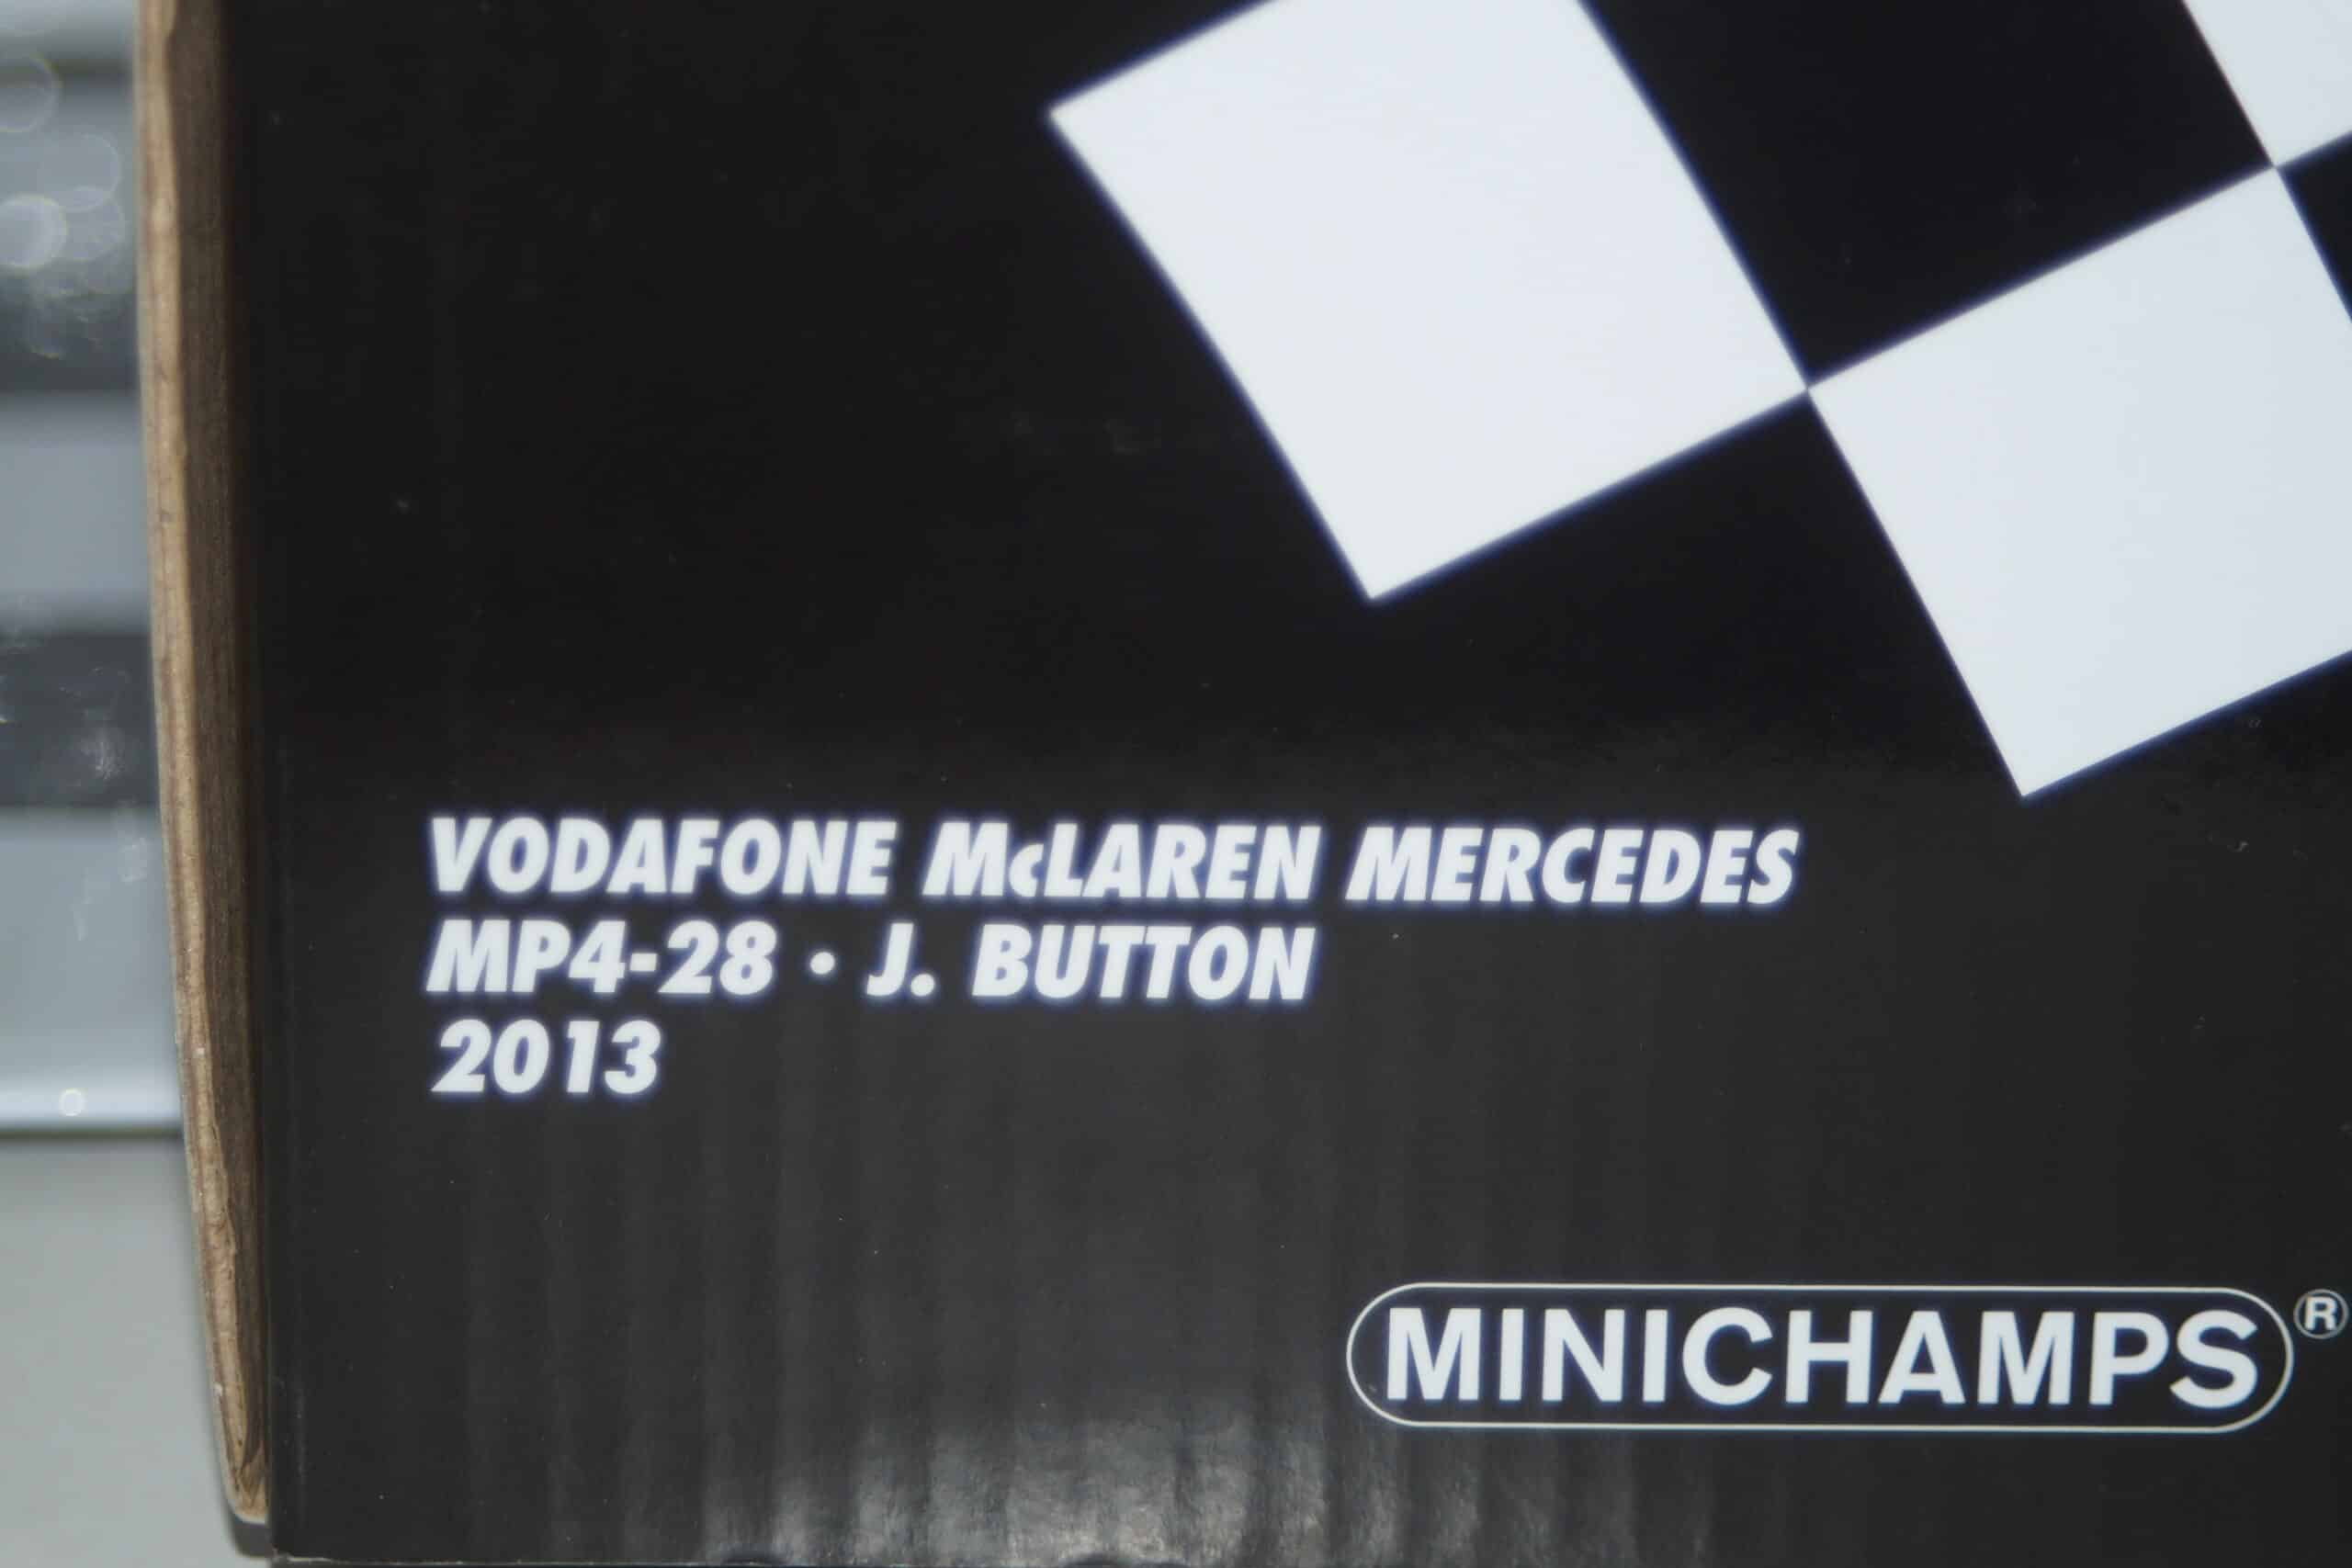 VODAFONE McLAREN MERCEDES
MP4-28 • J. BUTTON
2013
MINICHAMPS®